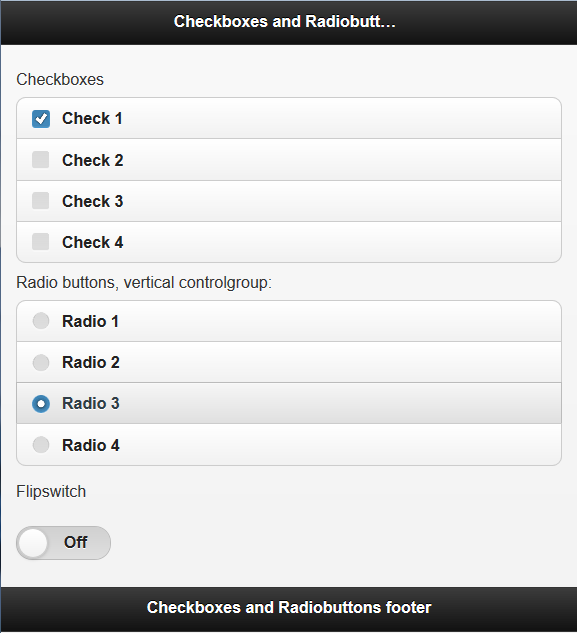 Checkboxes and Radiobutt…
Checkboxes
Check 1
Check 2
Check 3
Check 4
Radio buttons, vertical controlgroup:
Radio 1
Radio 2
Radio 3
Radio 4
Flipswitch
Off
Checkboxes and Radiobuttons footer